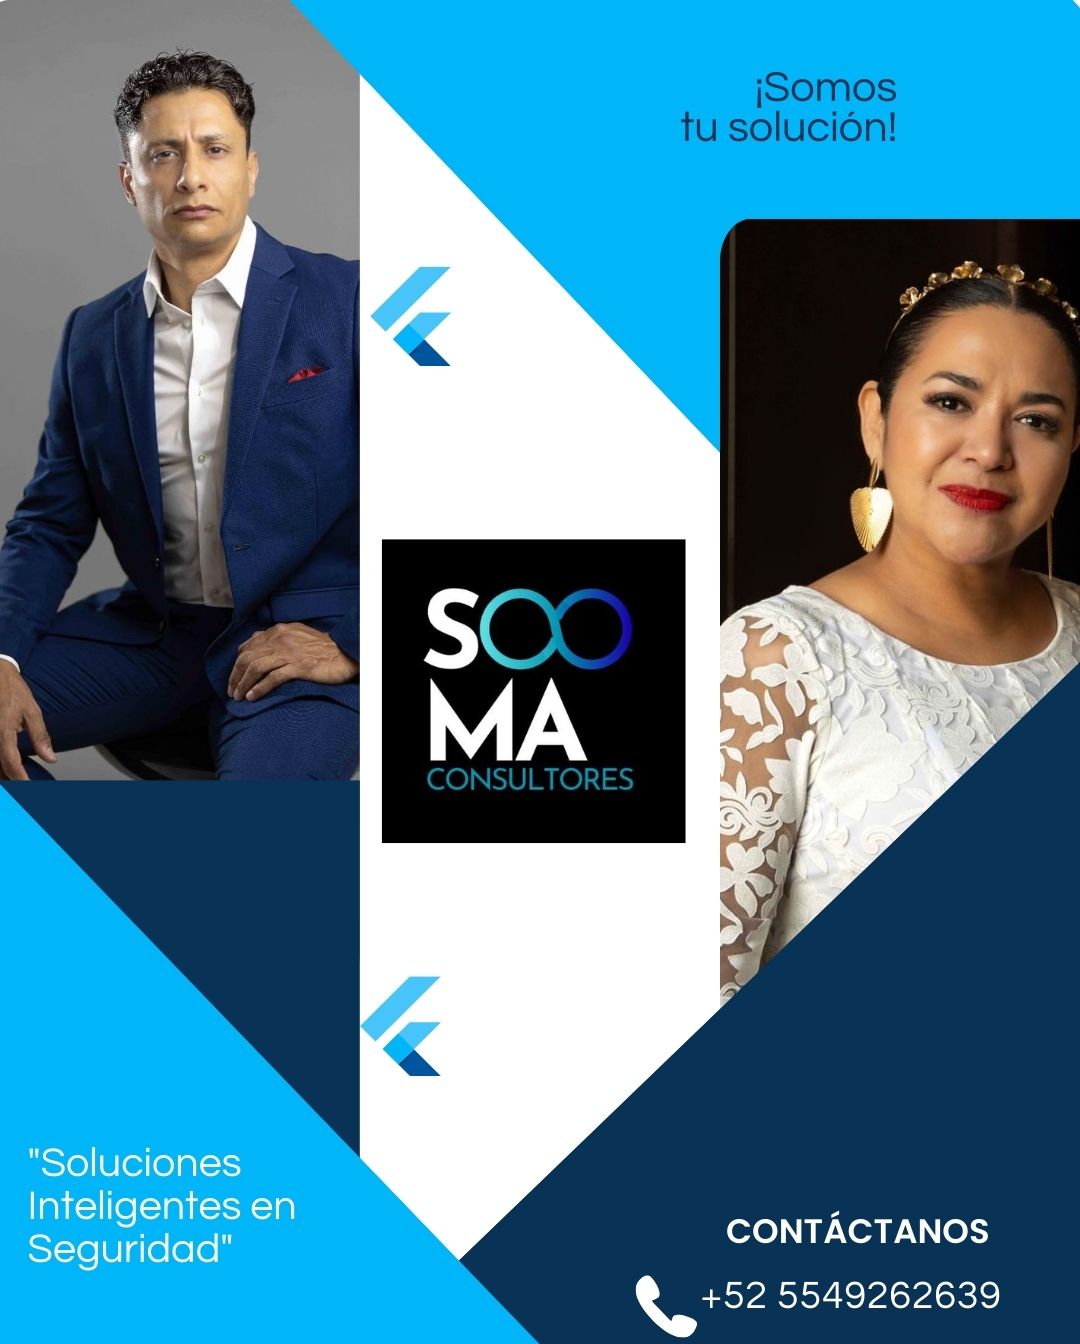 ¡Somos
tu solución!
SOO
MA
CONSULTORES
"Soluciones
Inteligentes en
Seguridad"
CONTÁCTANOS
+52 5549262639